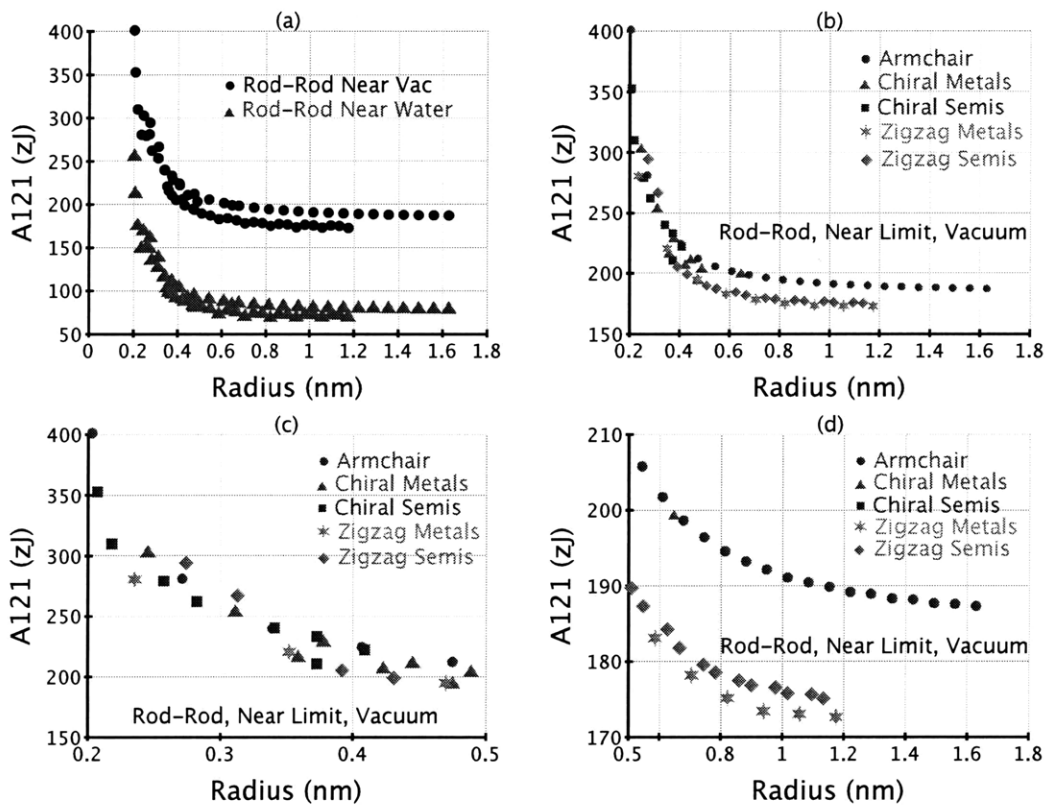 (a)
400
350
300
250
200
150
100
50
A121 (zJ)
Rod–Rod Near Vac
Rod–Rod Near Water
0 0.2 0.4 0.6 0.8 1 1.2 1.4 1.6 1.8
Radius (nm)
(b)
400
350
300
250
200
150
A121 (zJ)
Armchair
Chiral Metals
Chiral Semis
Zigzag Metals
Zigzag Semis
Rod–Rod, Near Limit, Vacuum
0.2 0.4 0.6 0.8 1 1.2 1.4 1.6 1.8
Radius (nm)
(c)
400
350
300
250
200
150
A121 (zJ)
Armchair
Chiral Metals
Chiral Semis
Zigzag Metals
Zigzag Semis
Rod–Rod, Near Limit, Vacuum
0.2 0.3 0.4 0.5
Radius (nm)
(d)
210
200
190
180
170
A121 (zJ)
Armchair
Chiral Metals
Chiral Semis
Zigzag Metals
Zigzag Semis
Rod–Rod, Near Limit, Vacuum
0.5 0.6 0.8 1 1.2 1.4 1.6 1.8
Radius (nm)